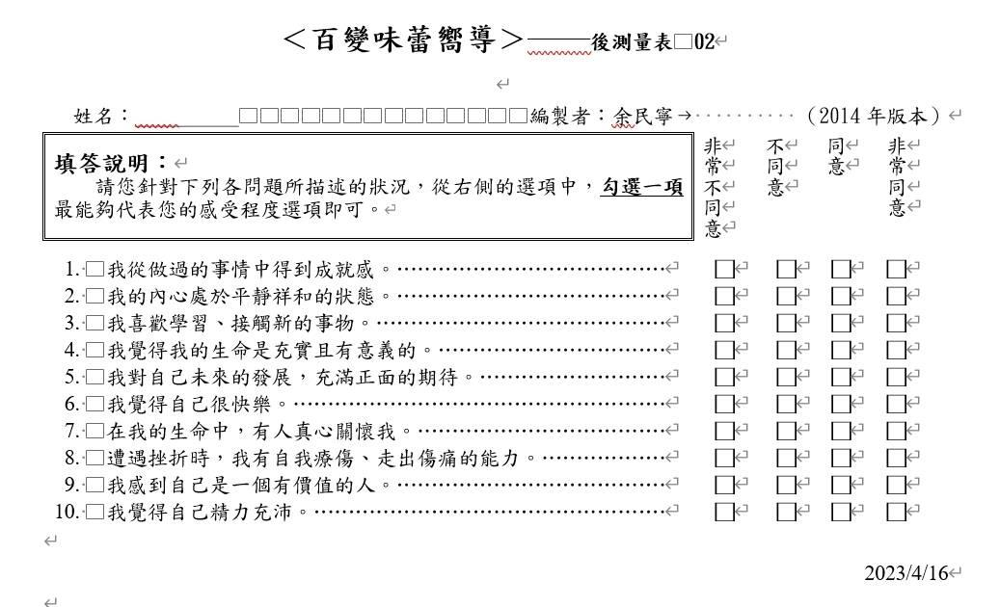 ＜百變味蕾嚮導＞———後測量表□02
姓名：________□□□□□□□□□□□□□□編製者：余民寧→··········（2014 年版本）
填答說明：
請您針對下列各問題所描述的狀況，從右側的選項中，勾選一項
最能夠代表您的感受程度選項即可。
非常不同意 不同意 同意 非常同意
1. □我從做過的事情中得到成就感。…………………………………□ □ □ □
2. □我的內心處於平靜祥和的狀態。…………………………………□ □ □ □
3. □我喜歡學習、接觸新的事物。……………………………………□ □ □ □
4. □我覺得我的生命是充實且有意義的。……………………………□ □ □ □
5. □我對自己未來的發展，充滿正面的期待。………………………□ □ □ □
6. □我覺得自己很快樂。………………………………………………□ □ □ □
7. □在我的生命中，有人真心關懷我。………………………………□ □ □ □
8. □遭遇挫折時，我有自我療傷、走出傷痛的能力。………………□ □ □ □
9. □我感到自己是一個有價值的人。…………………………………□ □ □ □
10. □我覺得自己精力充沛。……………………………………………□ □ □ □
2023/4/16